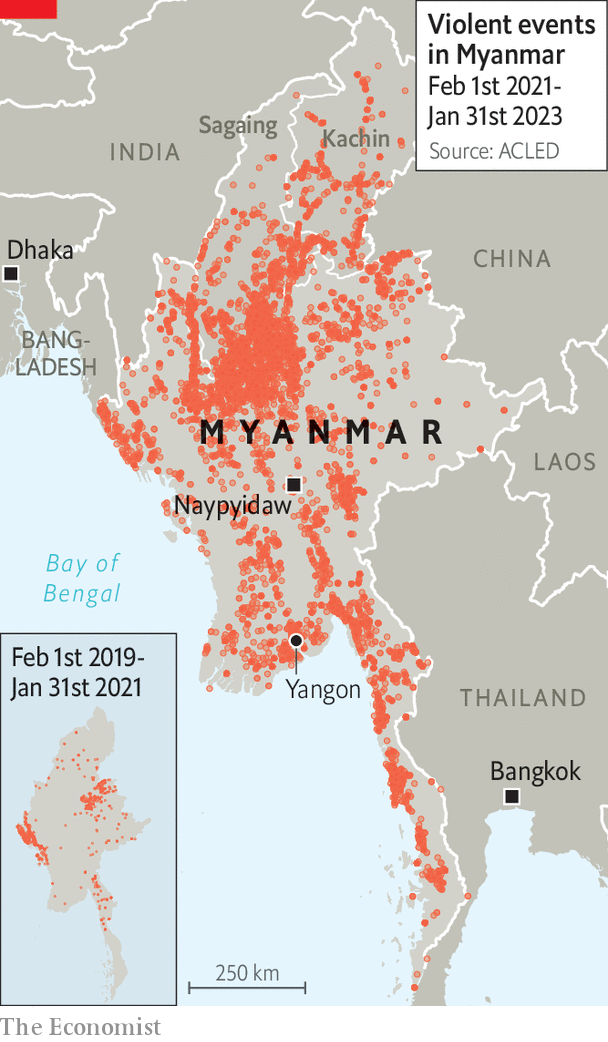 Violent events
in Myanmar
Feb 1st 2021-
Jan 31st 2023
Source: ACLED
Sagaing
Kachin
INDIA
CHINA
Dhaka
BANG-
LADESH
MYANMAR
LAOS
Naypyidaw
Bay of
Bengal
Feb 1st 2019-
Jan 31st 2021
Yangon
THAILAND
Bangkok
250 km
The Economist